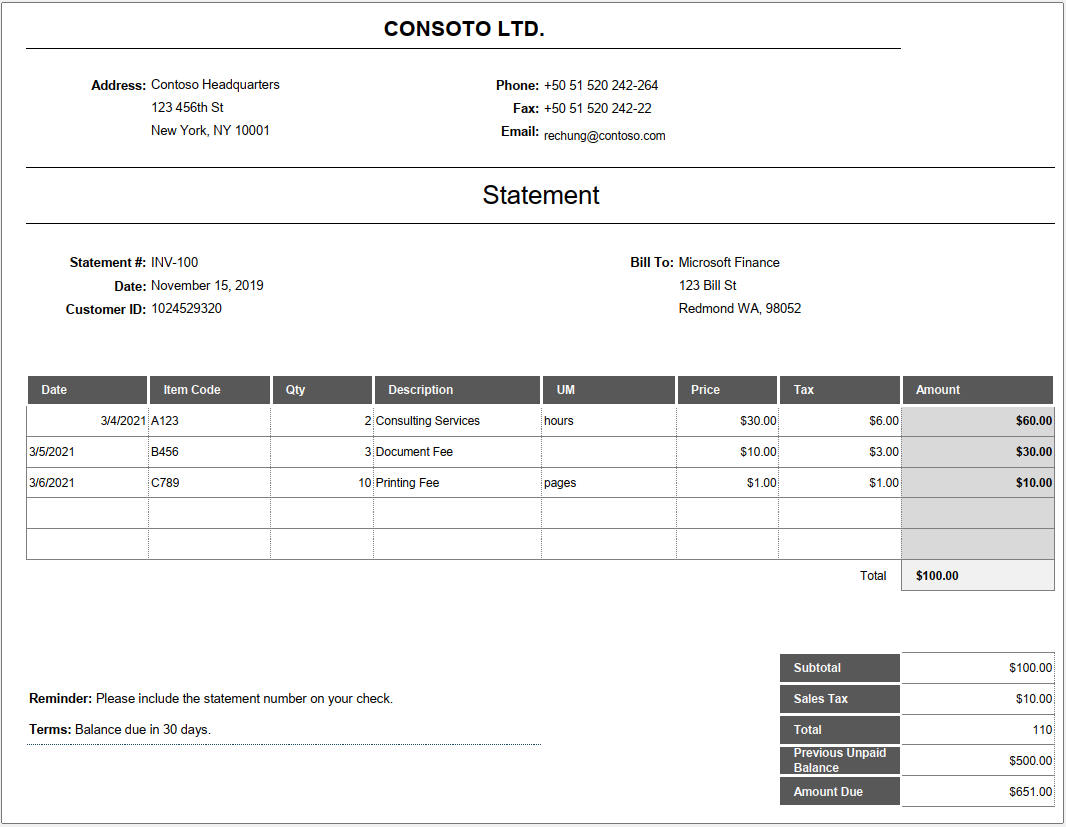 CONSOTO LTD.
Address: Contoso Headquarters
123 456th St
New York, NY 10001
Phone: +50 51 520 242-264
Fax: +50 51 520 242-22
Email: rechung@contoso.com
Statement
Statement #: INV-100
Date: November 15, 2019
Customer ID: 1024529320
Bill To: Microsoft Finance
123 Bill St
Redmond WA, 98052
Date Item Code Qty Description UM Price Tax Amount
3/4/2021 A123 2 Consulting Services hours $30.00 $6.00 $60.00
3/5/2021 B456 3 Document Fee $10.00 $3.00 $30.00
3/6/2021 C789 10 Printing Fee pages $1.00 $1.00 $10.00
Total $100.00
Reminder: Please include the statement number on your check.
Terms: Balance due in 30 days.
Subtotal $100.00
Sales Tax $10.00
Total 110
Previous Unpaid
Balance $500.00
Amount Due $651.00